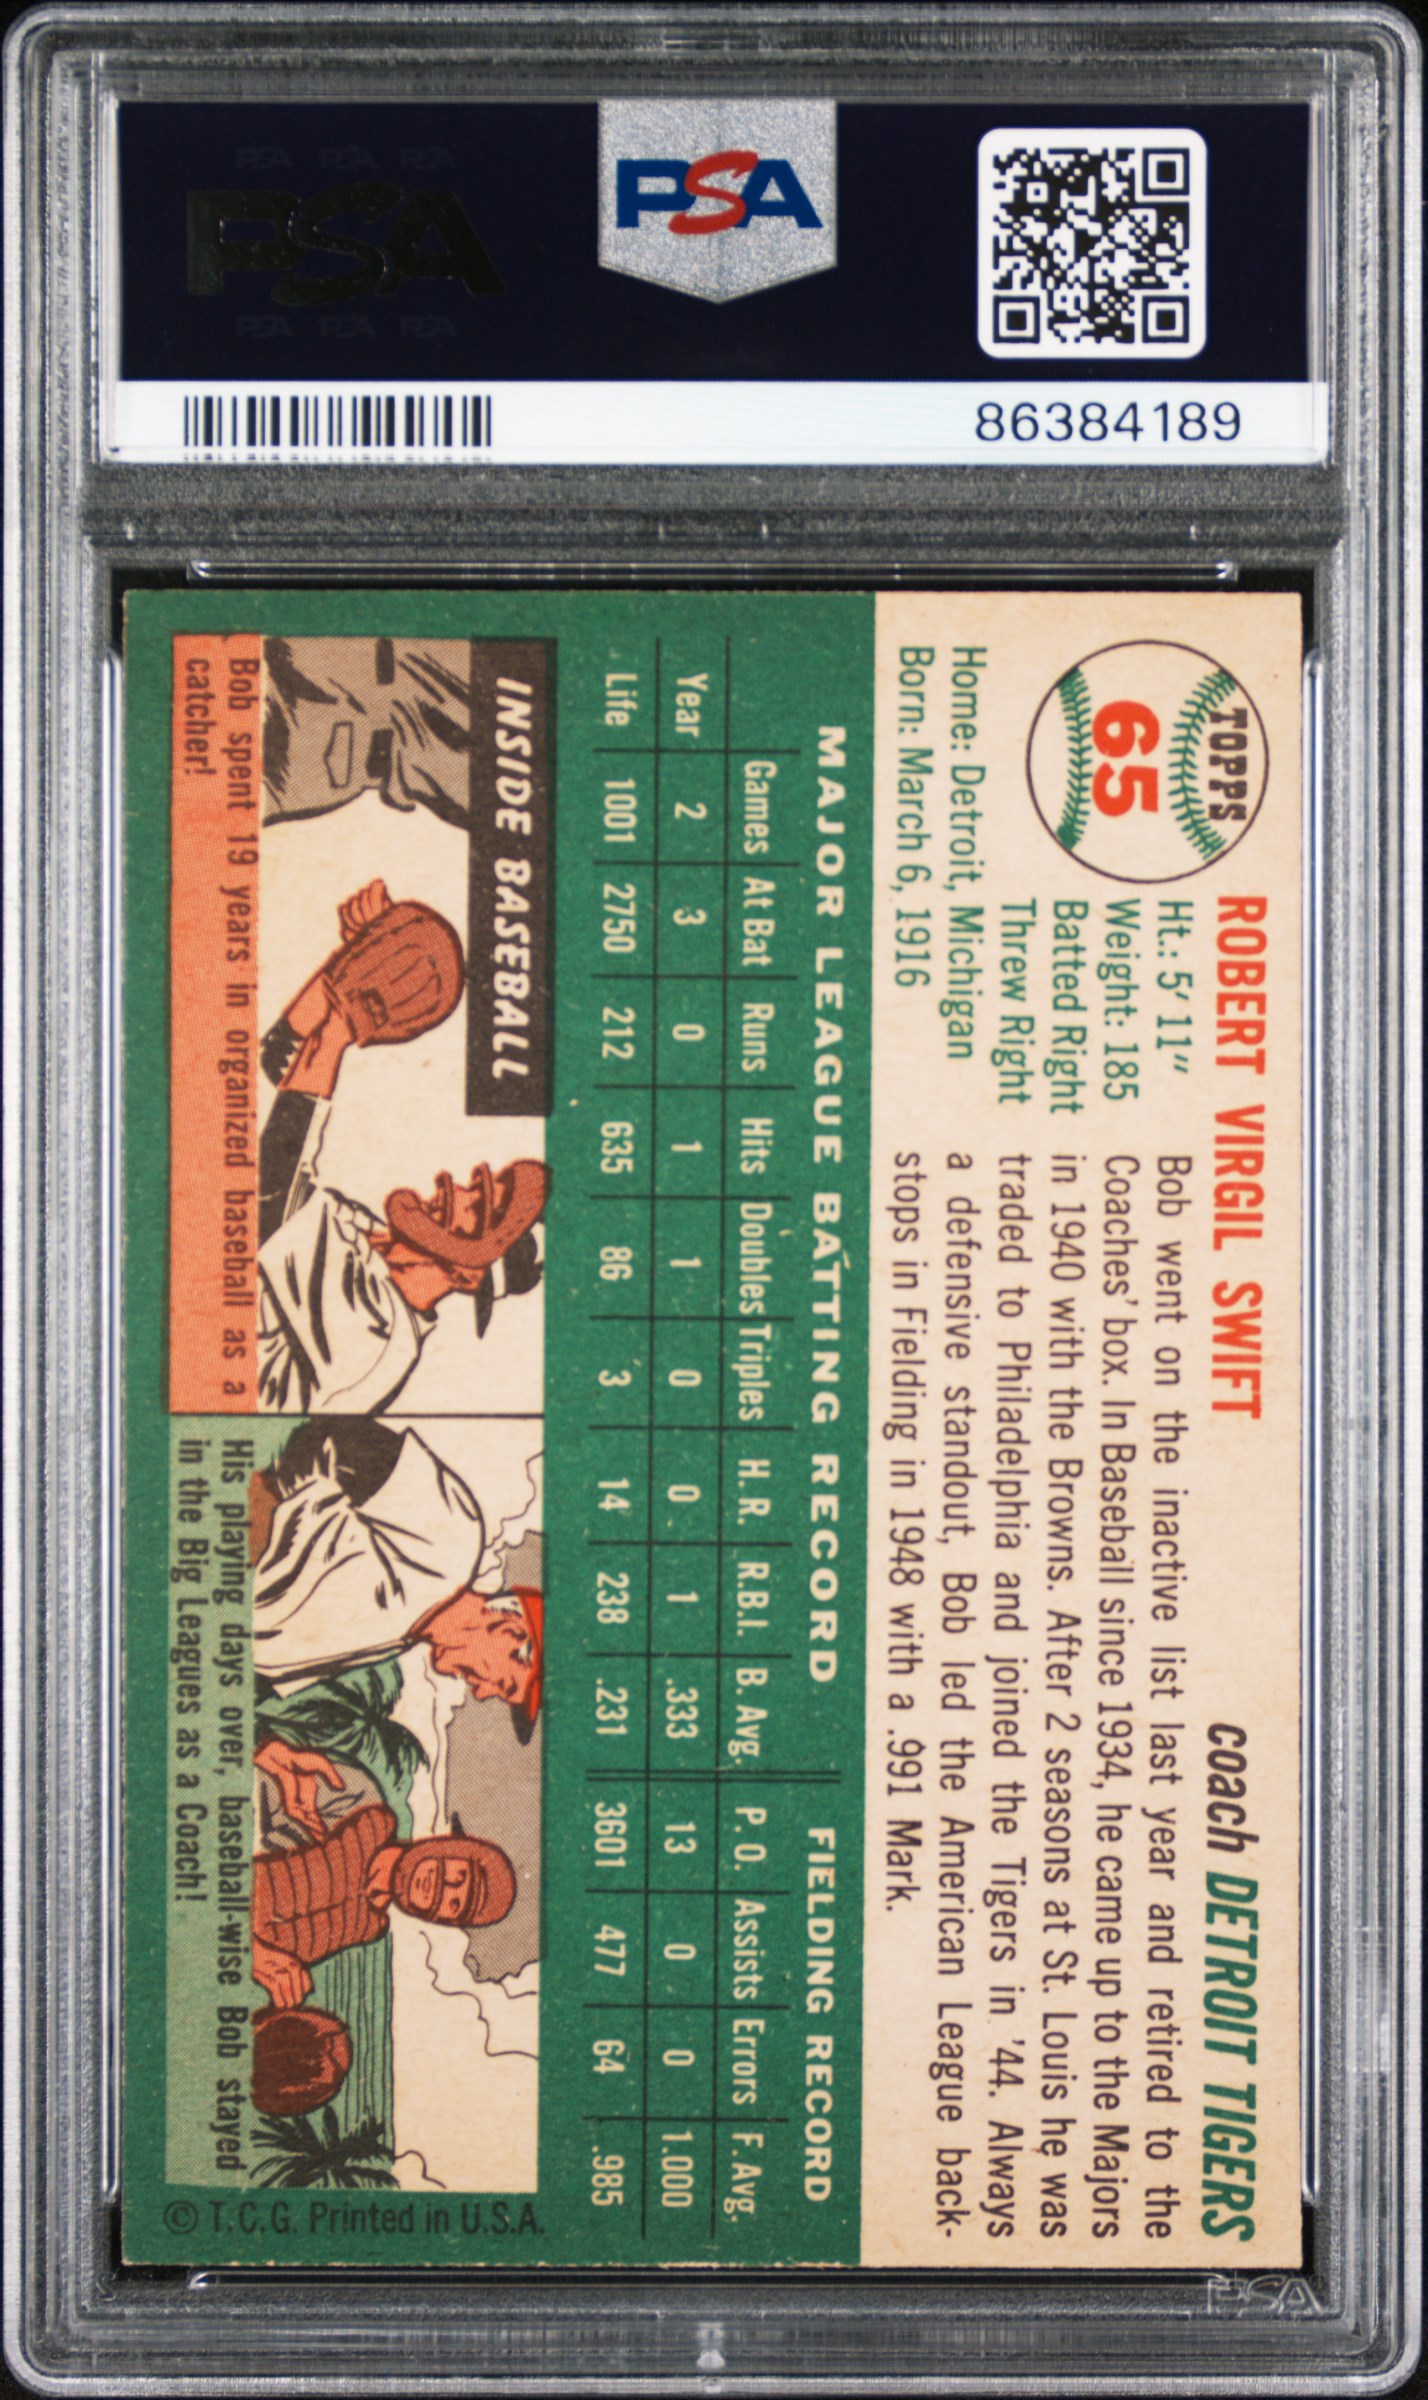 PSA PSA PSA
PSA
PSA PSA PSA
PSA
86384189
TOPPS
65
ROBERT VIRGIL SWIFT
coach DETROIT TIGERS
Ht.: 5′ 11″
Weight: 185
Batted Right
Threw Right
Home: Detroit, Michigan
Born: March 6, 1916
Bob went on the inactive list last year and retired to the
Coaches' box. In Baseball since 1934, he came up to the Majors
in 1940 with the Browns. After 2 seasons at St. Louis he was
traded to Philadelphia and joined the Tigers in '44. Always
a defensive standout, Bob led the American League back-
stops in Fielding in 1948 with a .991 Mark.
MAJOR LEAGUE BATTING RECORD FIELDING RECORD
Games At Bat Runs Hits Doubles Triples H. R. R.B.I. B. Avg. P. O. Assists Errors F. Avg.
Year 2 3 0 1 1 0 0 1 .333 13 0 0 1.000
Life 1001 2750 212 635 86 3 14 238 .231 3601 477 64 .985
INSIDE BASEBALL
Bob spent 19 years in organized baseball as a
catcher!
His playing days over, baseball-wise Bob stayed
in the Big Leagues as a Coach!
© T.C.G. Printed in U.S.A.
PSA